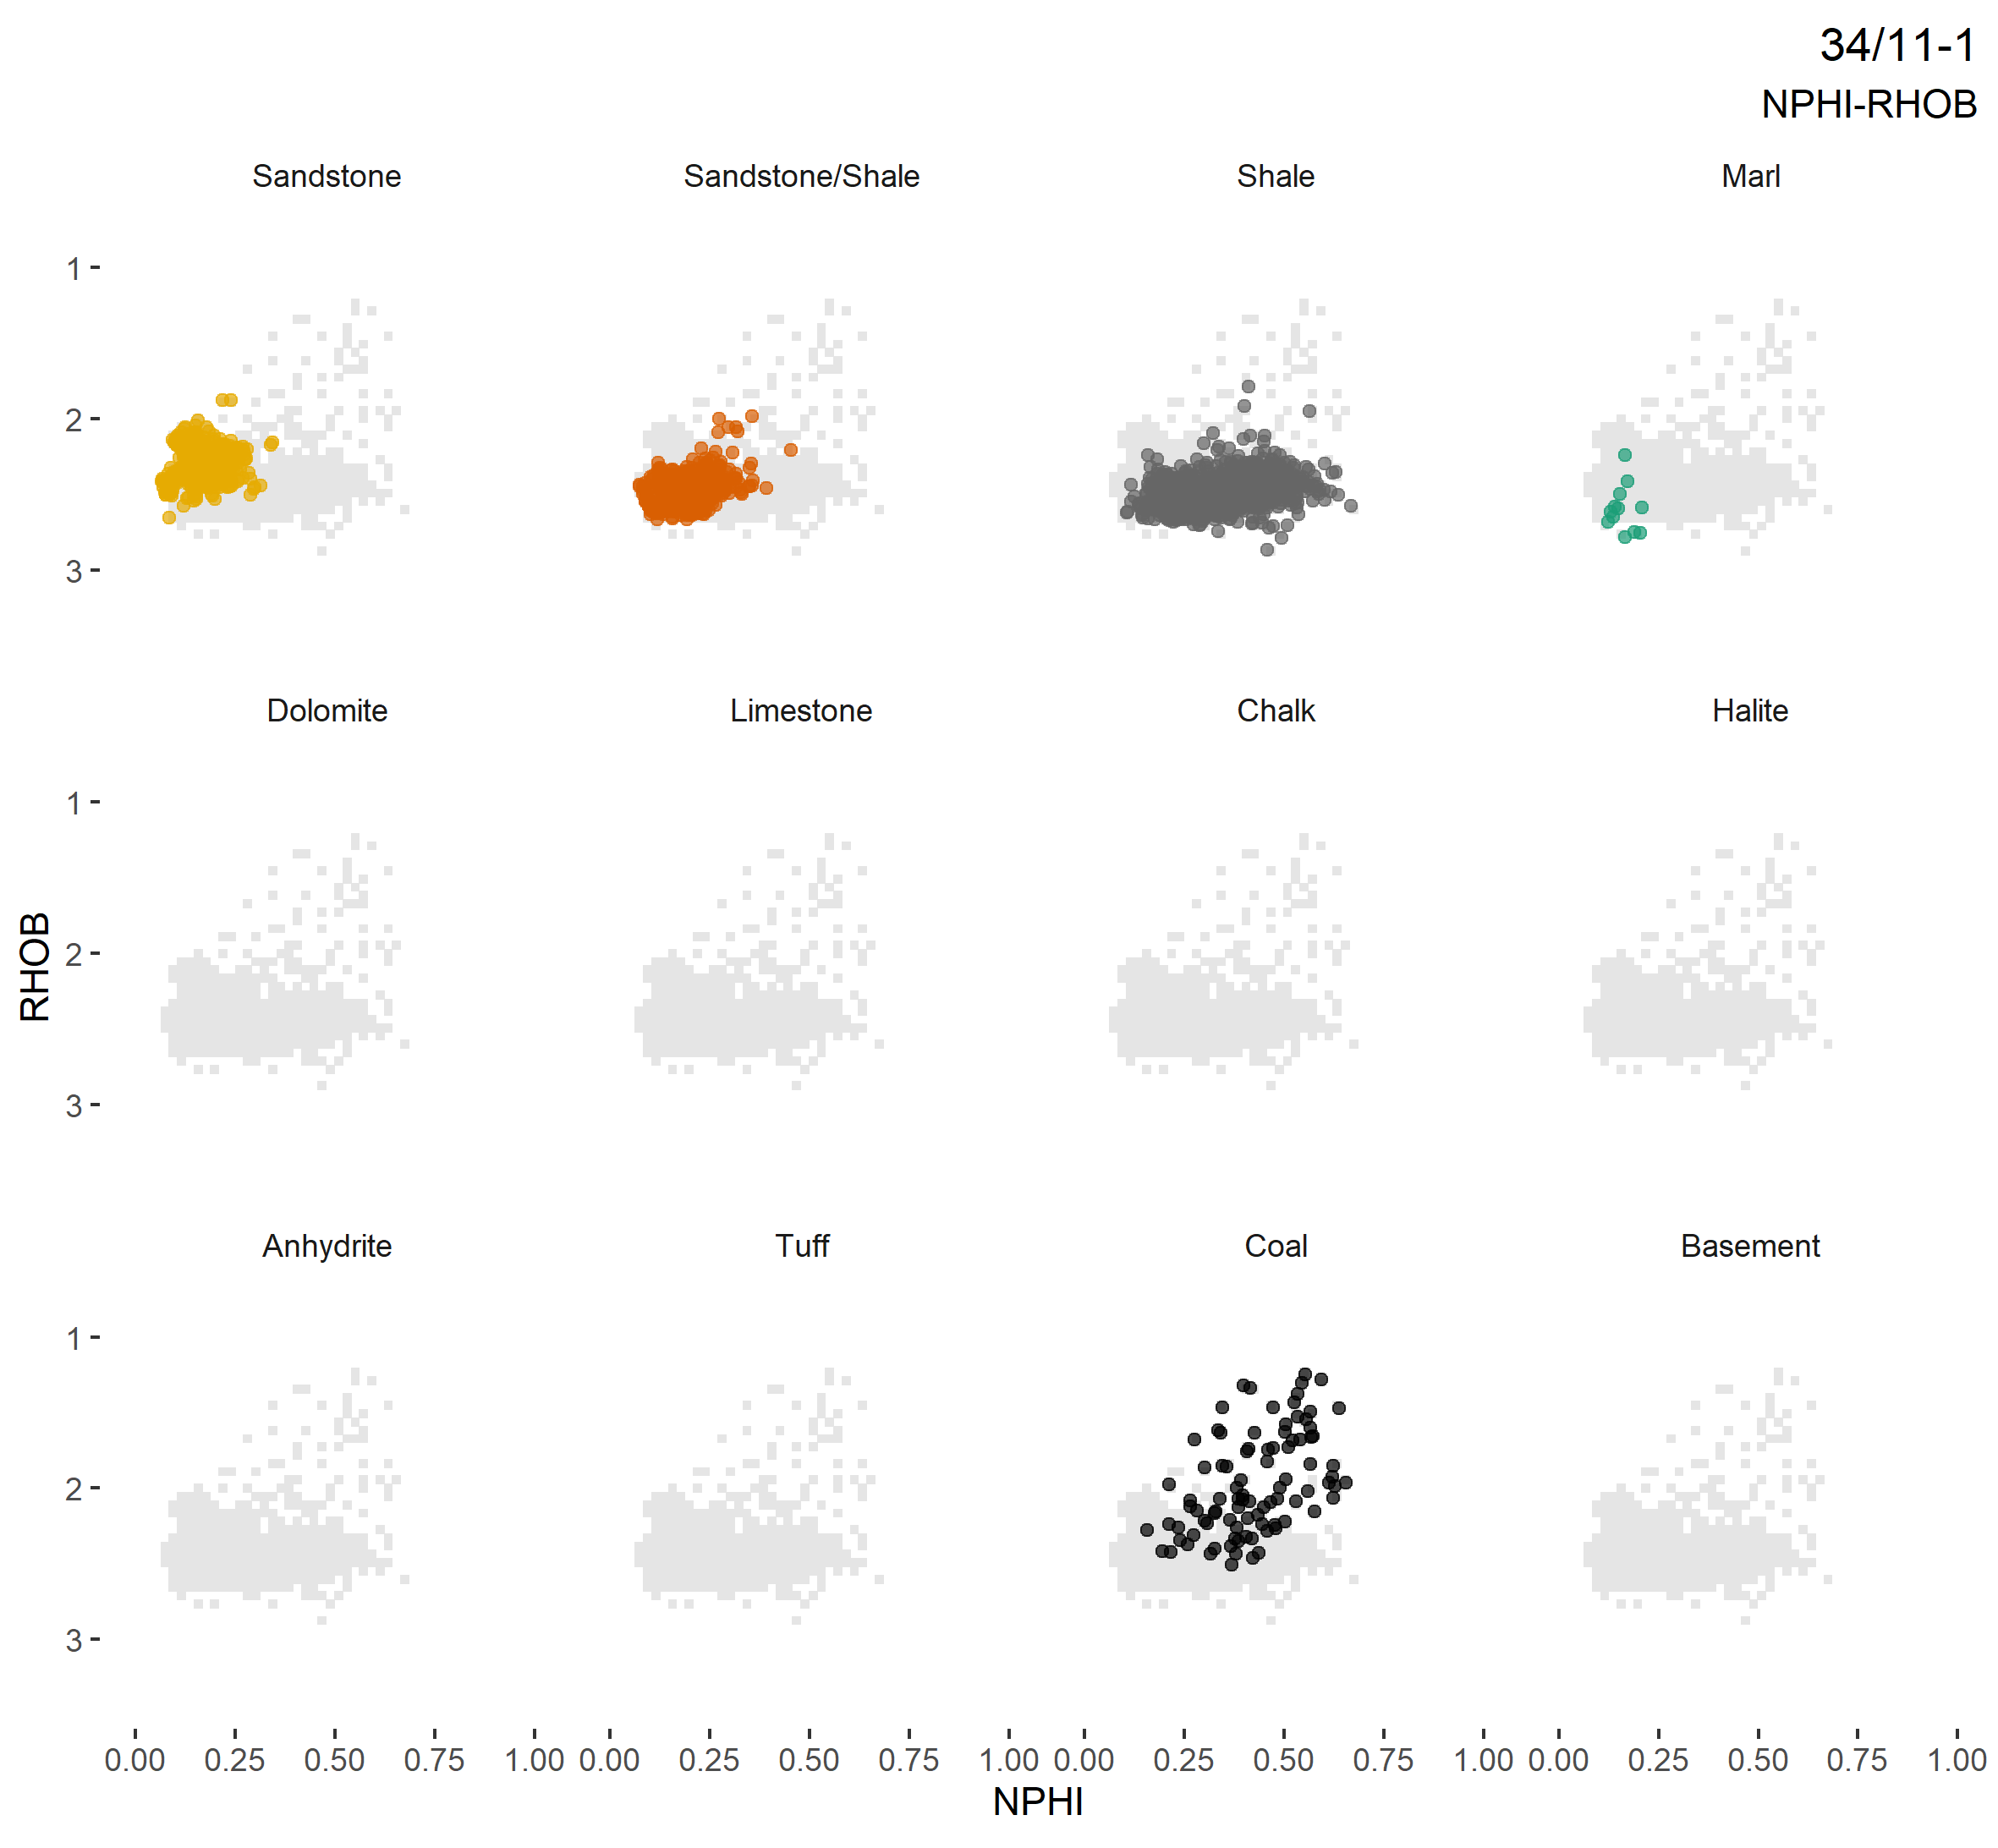 34/11-1
NPHI-RHOB
Sandstone Sandstone/Shale Shale Marl
1
2
3
Dolomite Limestone Chalk Halite
1
2
3
RHOB
Anhydrite Tuff Coal Basement
1
2
3
0.00 0.25 0.50 0.75 1.00 0.00 0.25 0.50 0.75 1.00 0.00 0.25 0.50 0.75 1.00 0.00 0.25 0.50 0.75 1.00
NPHI